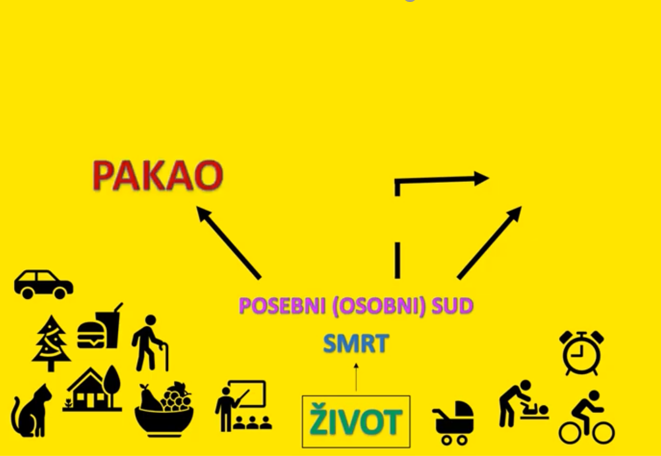 PAKAO
POSEBNI (OSOBNI) SUD
SMRT
ŽIVOT